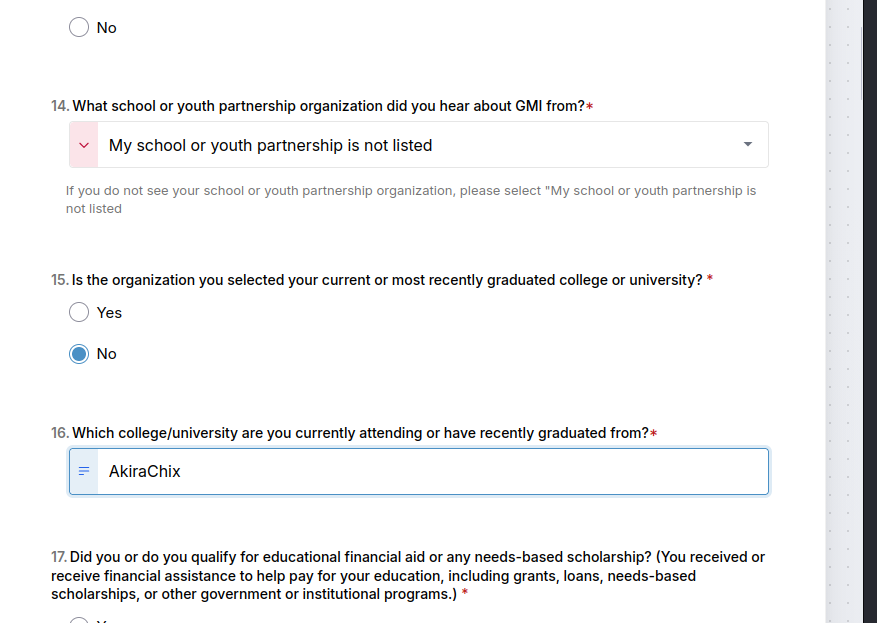 No
14. What school or youth partnership organization did you hear about GMI from?*
My school or youth partnership is not listed
If you do not see your school or youth partnership organization, please select "My school or youth partnership is
not listed
15. Is the organization you selected your current or most recently graduated college or university? *
Yes
No
16. Which college/university are you currently attending or have recently graduated from?*
AkiraChix
17. Did you or do you qualify for educational financial aid or any needs-based scholarship? (You received or
receive financial assistance to help pay for your education, including grants, loans, needs-based
scholarships, or other government or institutional programs.) *